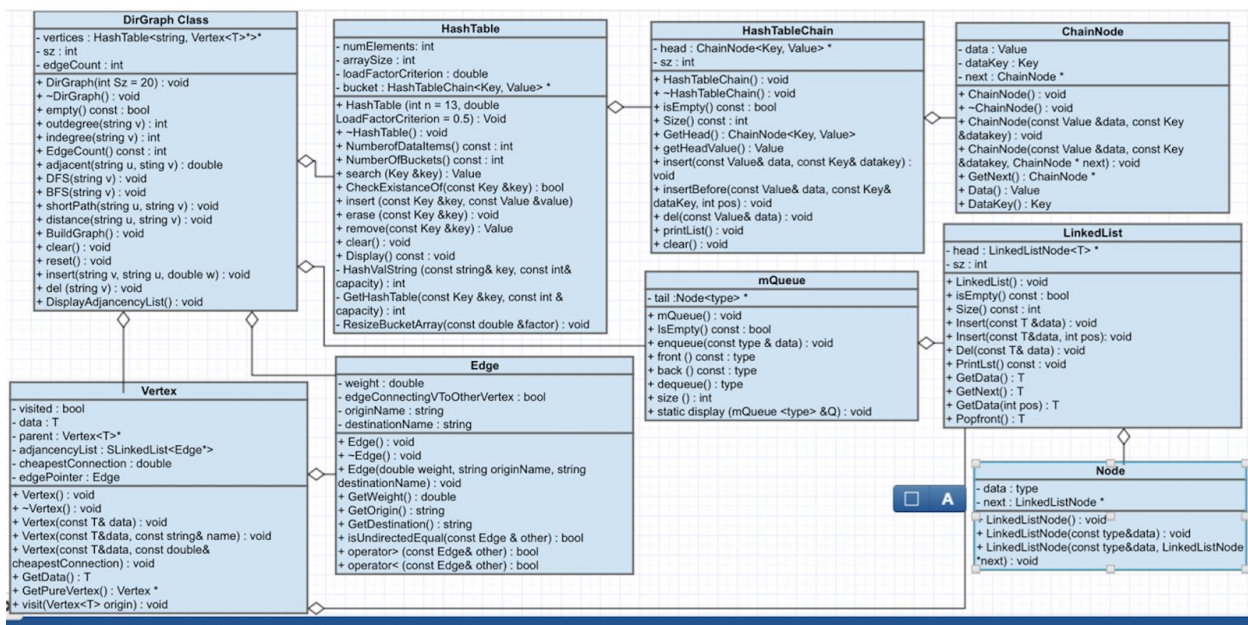 DirGraph Class
- vertices : HashTable<string, Vertex<T>*>*
- sz : int
- edgeCount : int
+ DirGraph(int Sz = 20) : void
+ ~DirGraph() : void
+ empty() const : bool
+ outdegree(string v) : int
+ indegree(string v) : int
+ EdgeCount() const : int
+ adjacent(string u, sting v) : double
+ DFS(string v) : void
+ BFS(string v) : void
+ shortPath(string u, string v) : void
+ distance(string u, string v) : void
+ BuildGraph() : void
+ clear() : void
+ reset() : void
+ insert(string v, string u, double w) : void
+ del (string v) : void
+ DisplayAdjancencyList() : void
HashTable
- numElements: int
- arraySize : int
- loadFactorCriterion : double
- bucket : HashTableChain<Key, Value> *
+ HashTable (int n = 13, double
LoadFactorCriterion = 0.5) : Void
+ ~HashTable() : void
+ NumberofDataItems() const : int
+ NumberOfBuckets() const : int
+ search (Key &key) : Value
+ CheckExistanceOf(const Key &key) : bool
+ insert (const Key &key, const Value &value)
+ erase (const Key &key) : void
+ remove(const Key &key) : Value
+ clear() : void
+ Display() const : void
- HashValString (const string& key, const int&
capacity) : int
- GetHashTable(const Key &key, const int &
capacity) : int
- ResizeBucketArray(const double &factor) : void
HashTableChain
- head : ChainNode<Key, Value> *
- sz : int
+ HashTableChain() : void
+ ~HashTableChain() : void
+ isEmpty() const : bool
+ Size() const : int
+ GetHead() : ChainNode<Key, Value>
+ getHeadValue() : Value
+ insert(const Value& data, const Key& datakey) :
void
+ insertBefore(const Value& data, const Key&
dataKey, int pos) : void
+ del(const Value& data) : void
+ printList() : void
+ clear() : void
ChainNode
- data : Value
- dataKey : Key
- next : ChainNode *
+ ChainNode() : void
+ ~ChainNode() : void
+ ChainNode(const Value &data, const Key
&datakey) : void
+ ChainNode(const Value &data, const Key
&datakey, ChainNode * next) : void
+ GetNext() : ChainNode *
+ Data() : Value
+ DataKey() : Key
LinkedList
- head : LinkedListNode<T> *
- sz : int
+ LinkedList() : void
+ isEmpty() const : bool
+ Size() const : int
+ Insert(const T &data) : void
+ Insert(const T&data, int pos): void
+ Del(const T& data) : void
+ PrintLst() const : void
+ GetData() : T
+ GetNext() : T
+ GetData(int pos) : T
+ Popfront() : T
mQueue
- tail :Node<type> *
+ mQueue() : void
+ IsEmpty() const : bool
+ enqueue(const type & data) : void
+ front () const : type
+ back () const : type
+ dequeue() : type
+ size () : int
+ static display (mQueue <type> &Q) : void
Edge
- weight : double
- edgeConnectingVToOtherVertex : bool
- originName : string
- destinationName : string
+ Edge() : void
+ ~Edge() : void
+ Edge(double weight, string originName, string
destinationName) : void
+ GetWeight() : double
+ GetOrigin() : string
+ GetDestination() : string
+ isUndirectedEqual(const Edge & other) : bool
+ operator> (const Edge& other) : bool
+ operator< (const Edge& other) : bool
Vertex
- visited : bool
- data : T
- parent : Vertex<T>*
- adjancencyList : SLinkedList<Edge*>
- cheapestConnection : double
- edgePointer : Edge
+ Vertex() : void
+ ~Vertex() : void
+ Vertex(const T& data) : void
+ Vertex(const T&data, const string& name) : void
+ Vertex(const T&data, const double&
cheapestConnection) : void
+ GetData() : T
+ GetPureVertex() : Vertex *
+ visit(Vertex<T> origin) : void
A
Node
- data : type
- next : LinkedListNode *
+ LinkedListNode() : void
+ LinkedListNode(const type&data) : void
+ LinkedListNode(const type&data, LinkedListNode
*next) : void